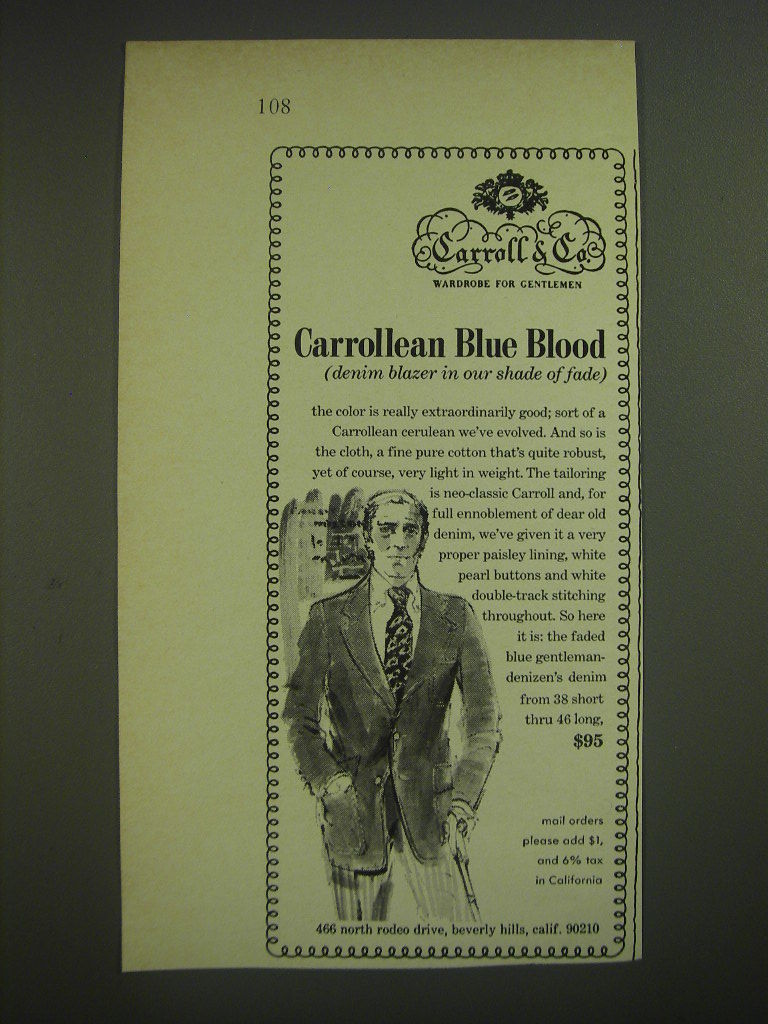 108
Carroll & Co.
WARDROBE FOR GENTLEMEN
Carrollean Blue Blood
(denim blazer in our shade of fade)
the color is really extraordinarily good; sort of a
Carrollean cerulean we've evolved. And so is
the cloth, a fine pure cotton that's quite robust,
yet of course, very light in weight. The tailoring
is neo-classic Carroll and, for
full ennoblement of dear old
denim, we've given it a very
proper paisley lining, white
pearl buttons and white
double-track stitching
throughout. So here
it is: the faded
blue gentleman-
denizen's denim
from 38 short
thru 46 long,
$95
mail orders
please add $1,
and 6% tax
in California
466 north rodeo drive, beverly hills, calif. 90210